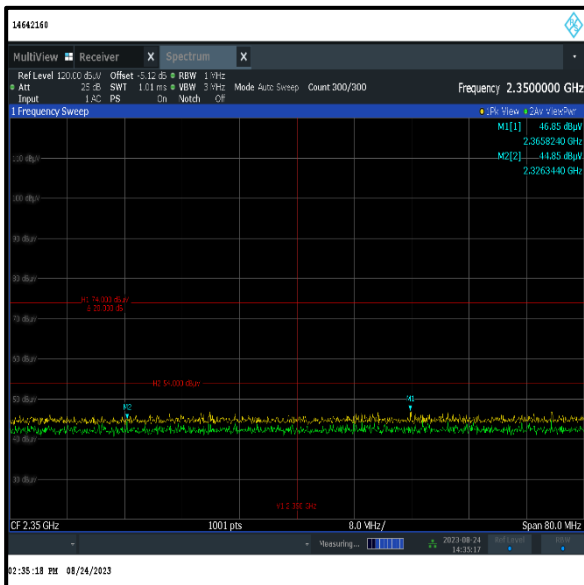 14642160
MultiView Receiver X Spectrum X
Ref Level 120.00 dBµV Offset -5.12 dB RBW 1 MHz
Att 25 dB SWT 1.01 ms VBW 3 MHz Mode Auto Sweep Count 300/300 Frequency 2.3500000 GHz
Input 1 AC PS On Notch Off
1 Frequency Sweep 1Pk View 2Av ViewPwr
M1[1] 46.85 dBµV
2.3658240 GHz
M2[2] 44.85 dBµV
2.3263440 GHz
110 dBµV
100 dBµV
90 dBµV
80 dBµV
H1 74.000 dBµV
70 dBµV
60 dBµV
H2 54.000 dBµV
50 dBµV
M2
M1
40 dBµV
30 dBµV
CF 2.35 GHz 1001 pts 8.0 MHz/ Span 80.0 MHz
Measuring... 2023-08-24 Ref Level RBW
14:35:17
02:35:18 PM 08/24/2023